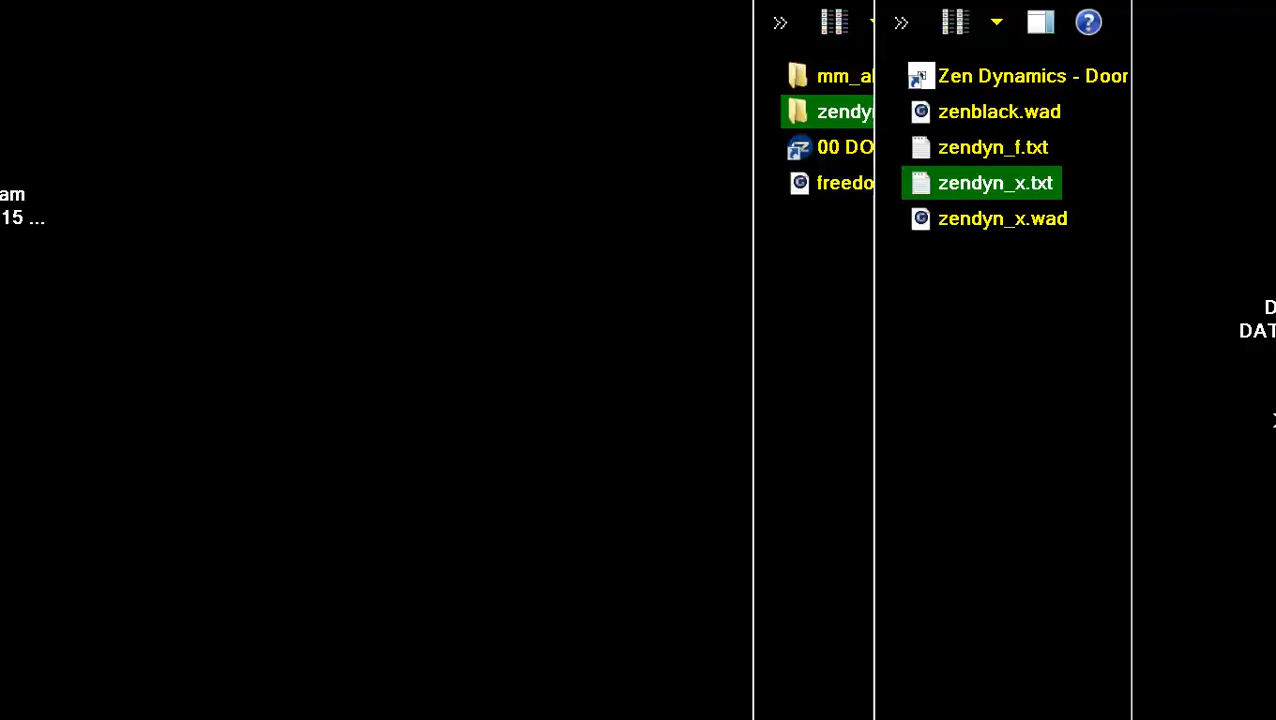 am
15 ...
mm_a
zendy
00 DO
freedo
Zen Dynamics - Door
zenblack.wad
zendyn_f.txt
zendyn_x.txt
zendyn_x.wad
D
DAT